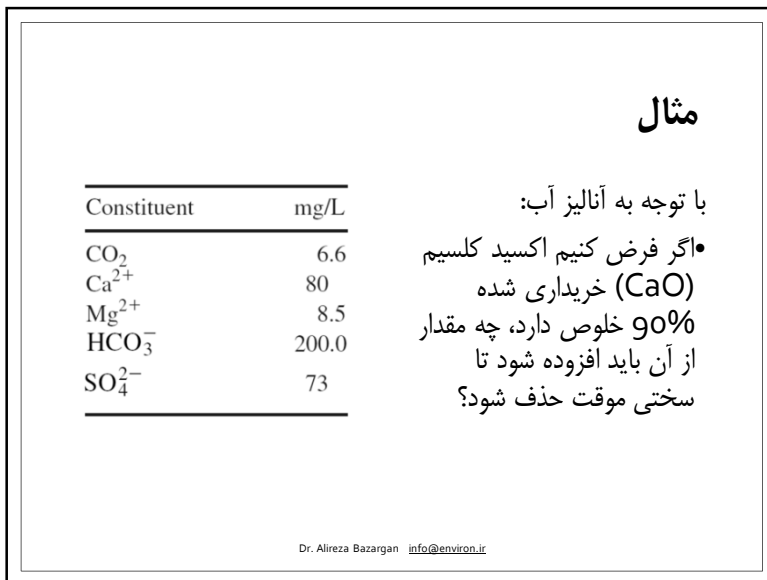 مثال
با توجه به آنالیز آب:
•اگر فرض کنیم اکسید کلسیم
(CaO) خریداری شده
90% خلوص دارد، چه مقدار
از آن باید افزوده شود تا
سختی موقت حذف شود؟
Constituent mg/L
CO₂ 6.6
Ca²⁺ 80
Mg²⁺ 8.5
HCO₃⁻ 200.0
SO₄²⁻ 73
Dr. Alireza Bazargan info@environ.ir